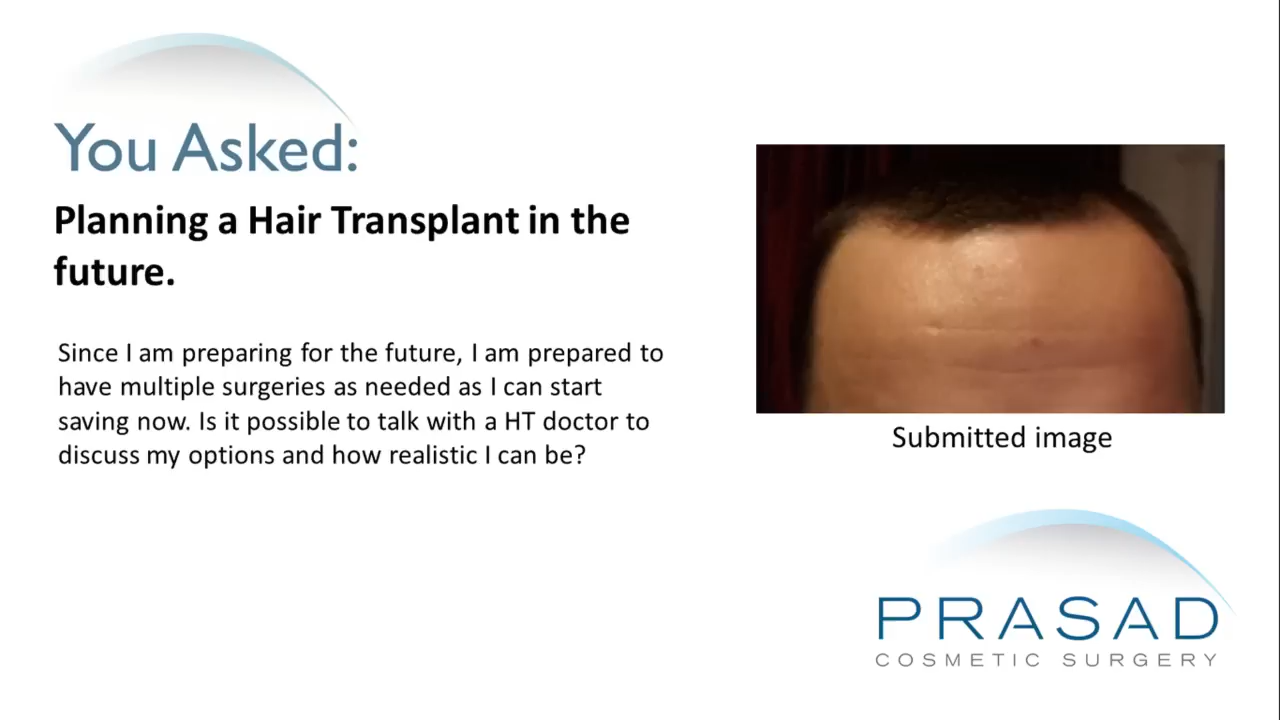 You Asked:
Planning a Hair Transplant in the
future.
Since I am preparing for the future, I am prepared to
have multiple surgeries as needed as I can start
saving now. Is it possible to talk with a HT doctor to
discuss my options and how realistic I can be?
Submitted image
PRASAD
COSMETIC SURGERY